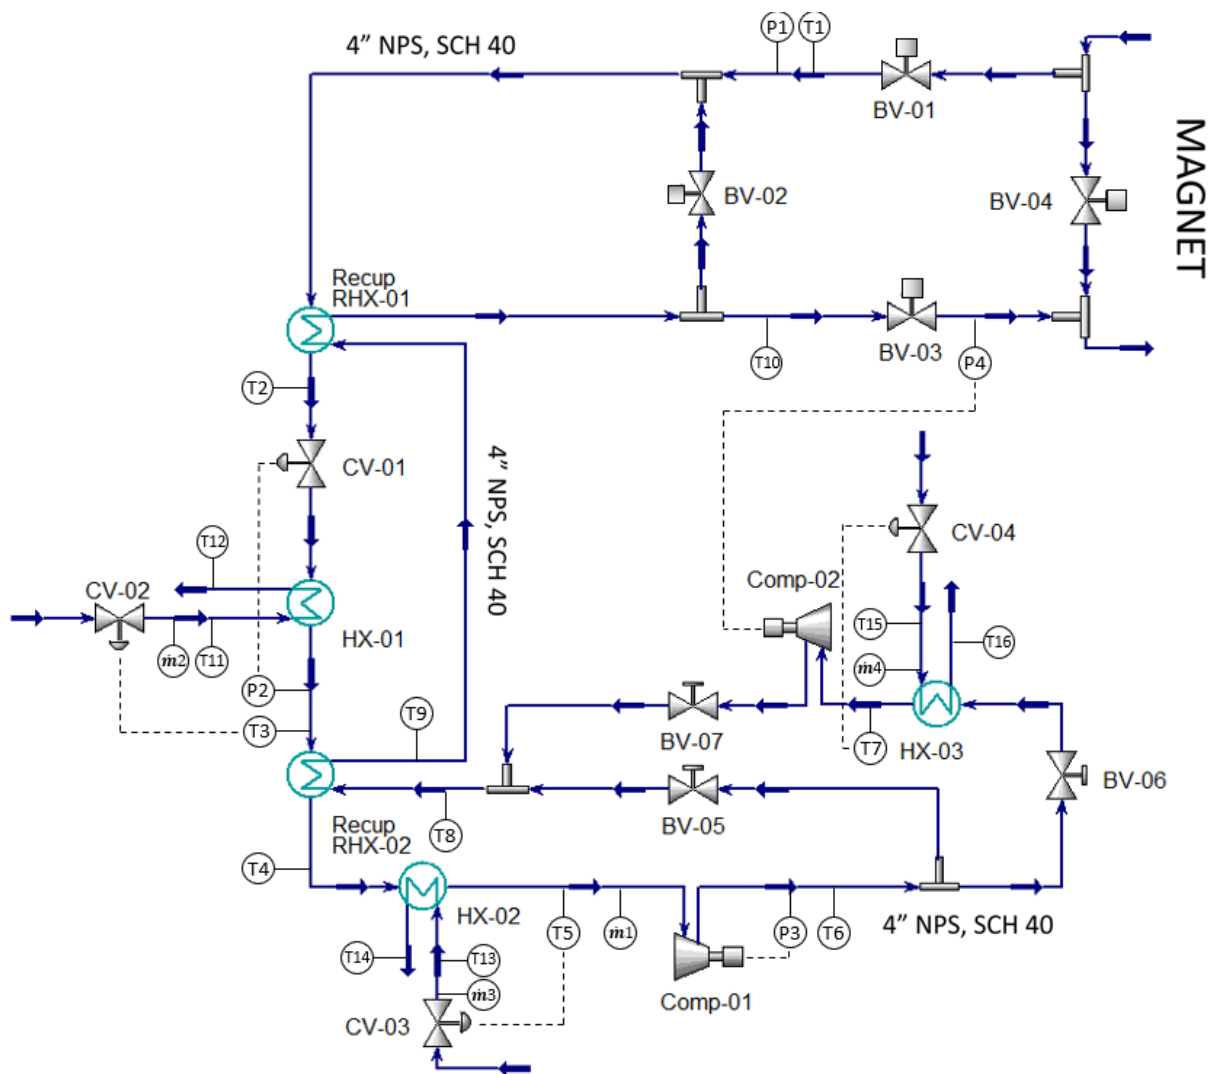 P1
T1
4” NPS, SCH 40
BV-01
MAGNET
BV-02
BV-04
Recup
RHX-01
T10
BV-03
P4
T2
CV-01
4” NPS, SCH 40
CV-04
T12
CV-02
Comp-02
HX-01
ṁ2
T11
T15
T16
ṁ4
P2
T3
T9
BV-07
T7
HX-03
BV-06
BV-05
T8
Recup
RHX-02
T4
HX-02
T5
ṁ1
P3
T6
4” NPS, SCH 40
T14
T13
ṁ3
Comp-01
CV-03